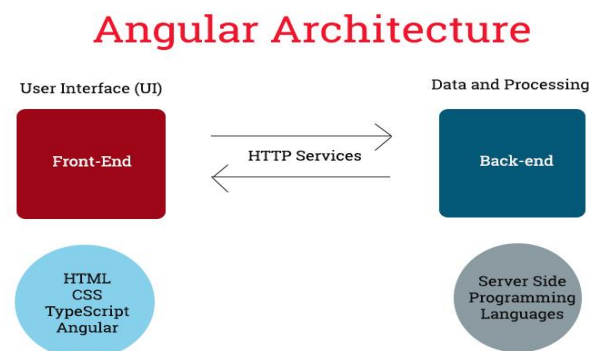 Angular Architecture
User Interface (UI)
Data and Processing
Front-End
HTTP Services
Back-end
HTML
CSS
TypeScript
Angular
Server Side
Programming
Languages